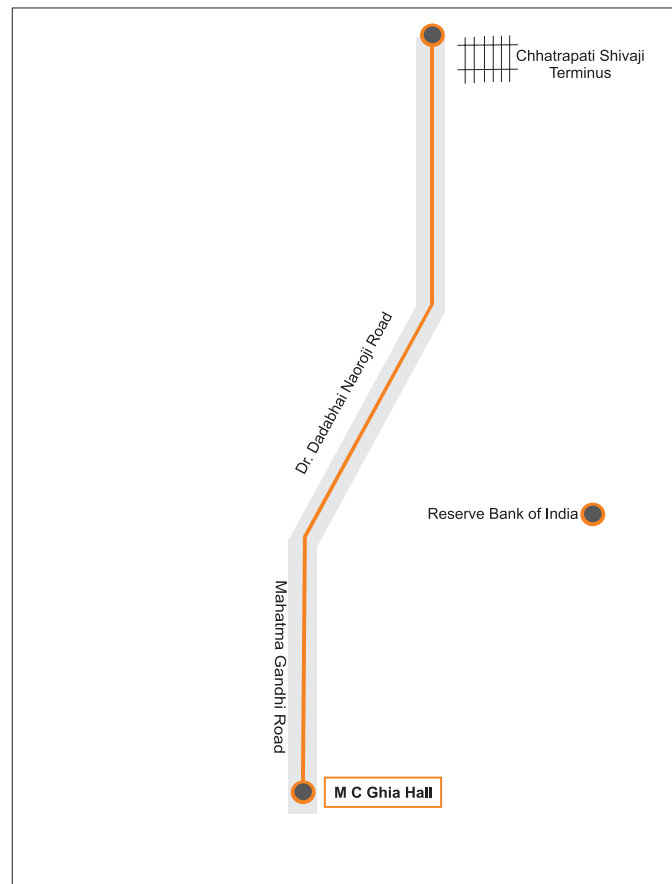 Chhatrapati Shivaji
Terminus
Dr. Dadabhai Naoroji Road
Reserve Bank of India
Mahatma Gandhi Road
M C Ghia Hall